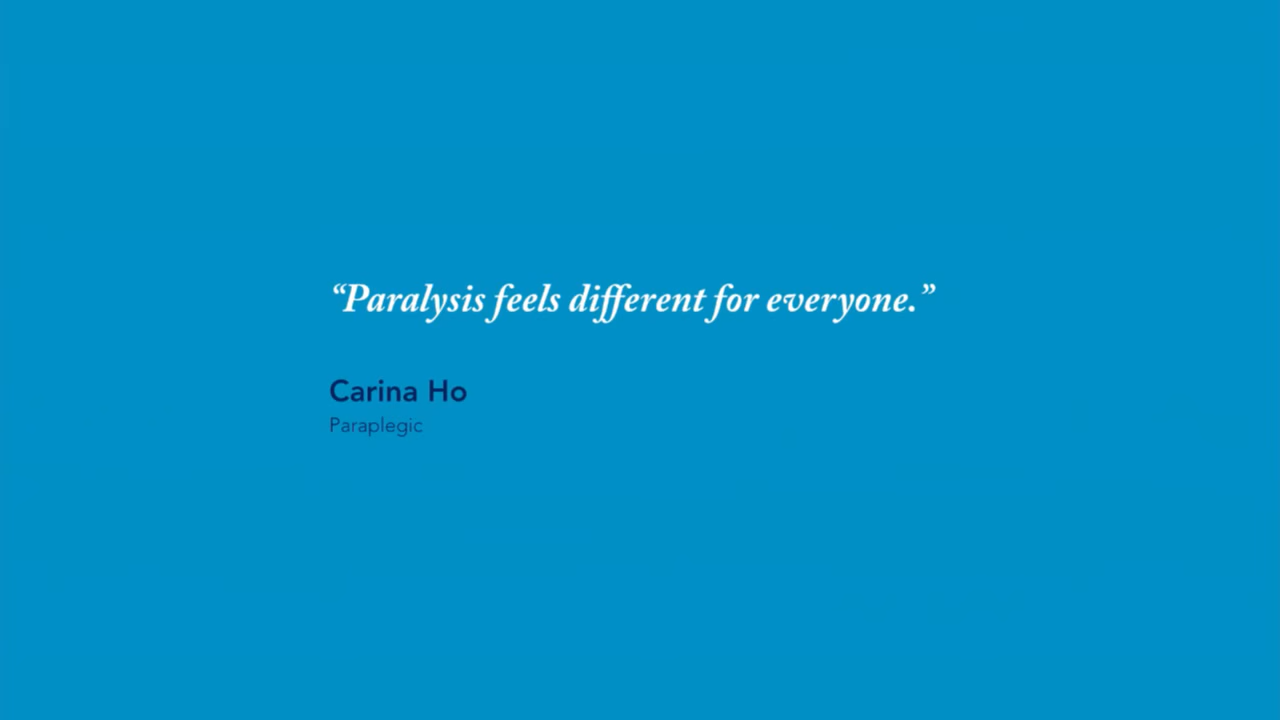 “Paralysis feels different for everyone.”
Carina Ho
Paraplegic